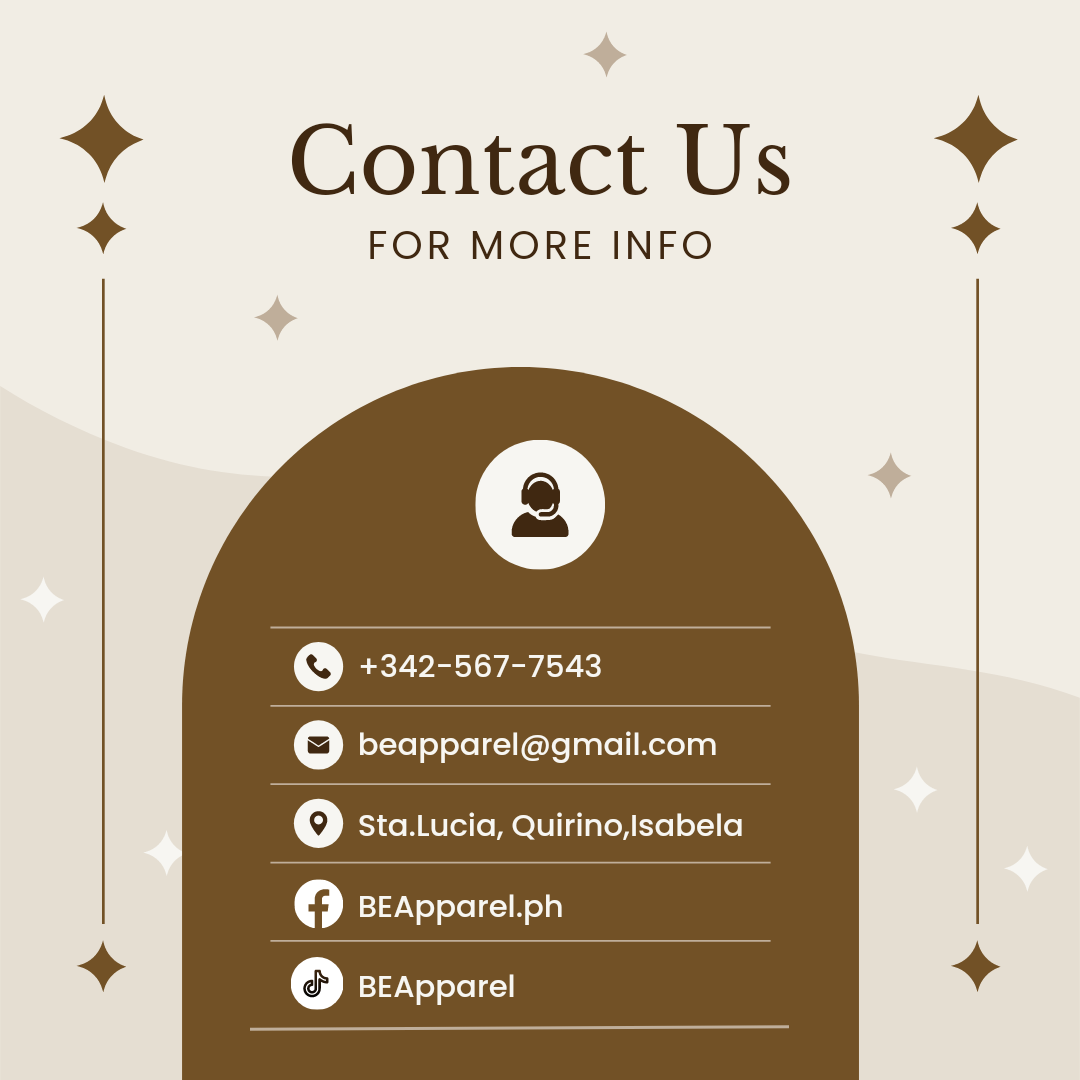 Contact Us
FOR MORE INFO
+342-567-7543
beapparel@gmail.com
Sta.Lucia, Quirino,Isabela
BEApparel.ph
BEApparel